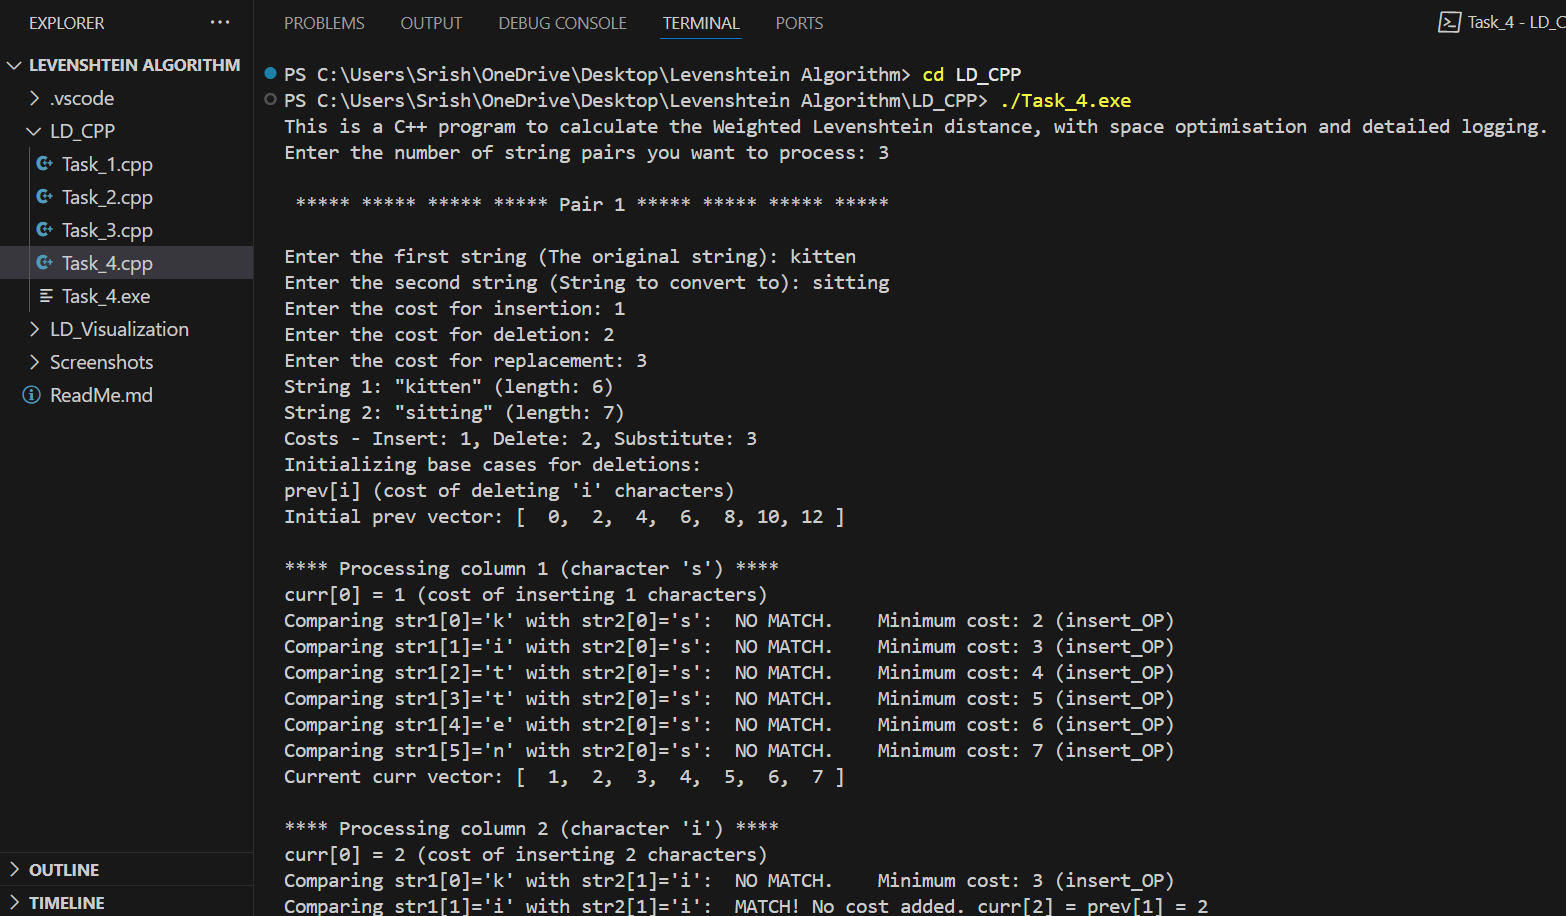 EXPLORER
LEVENSHTEIN ALGORITHM
.vscode
LD_CPP
Task_1.cpp
Task_2.cpp
Task_3.cpp
Task_4.cpp
Task_4.exe
LD_Visualization
Screenshots
ReadMe.md
OUTLINE
TIMELINE
PROBLEMS OUTPUT DEBUG CONSOLE TERMINAL PORTS
Task_4 - LD_C
PS C:\Users\Srish\OneDrive\Desktop\Levenshtein Algorithm> cd LD_CPP
PS C:\Users\Srish\OneDrive\Desktop\Levenshtein Algorithm\LD_CPP> ./Task_4.exe
This is a C++ program to calculate the Weighted Levenshtein distance, with space optimisation and detailed logging.
Enter the number of string pairs you want to process: 3
***** ***** ***** ***** Pair 1 ***** ***** ***** *****
Enter the first string (The original string): kitten
Enter the second string (String to convert to): sitting
Enter the cost for insertion: 1
Enter the cost for deletion: 2
Enter the cost for replacement: 3
String 1: "kitten" (length: 6)
String 2: "sitting" (length: 7)
Costs - Insert: 1, Delete: 2, Substitute: 3
Initializing base cases for deletions:
prev[i] (cost of deleting 'i' characters)
Initial prev vector: [  0,  2,  4,  6,  8, 10, 12 ]
**** Processing column 1 (character 's') ****
curr[0] = 1 (cost of inserting 1 characters)
Comparing str1[0]='k' with str2[0]='s':  NO MATCH.    Minimum cost: 2 (insert_OP)
Comparing str1[1]='i' with str2[0]='s':  NO MATCH.    Minimum cost: 3 (insert_OP)
Comparing str1[2]='t' with str2[0]='s':  NO MATCH.    Minimum cost: 4 (insert_OP)
Comparing str1[3]='t' with str2[0]='s':  NO MATCH.    Minimum cost: 5 (insert_OP)
Comparing str1[4]='e' with str2[0]='s':  NO MATCH.    Minimum cost: 6 (insert_OP)
Comparing str1[5]='n' with str2[0]='s':  NO MATCH.    Minimum cost: 7 (insert_OP)
Current curr vector: [  1,  2,  3,  4,  5,  6,  7 ]
**** Processing column 2 (character 'i') ****
curr[0] = 2 (cost of inserting 2 characters)
Comparing str1[0]='k' with str2[1]='i':  NO MATCH.    Minimum cost: 3 (insert_OP)
Comparing str1[1]='i' with str2[1]='i':  MATCH! No cost added. curr[2] = prev[1] = 2